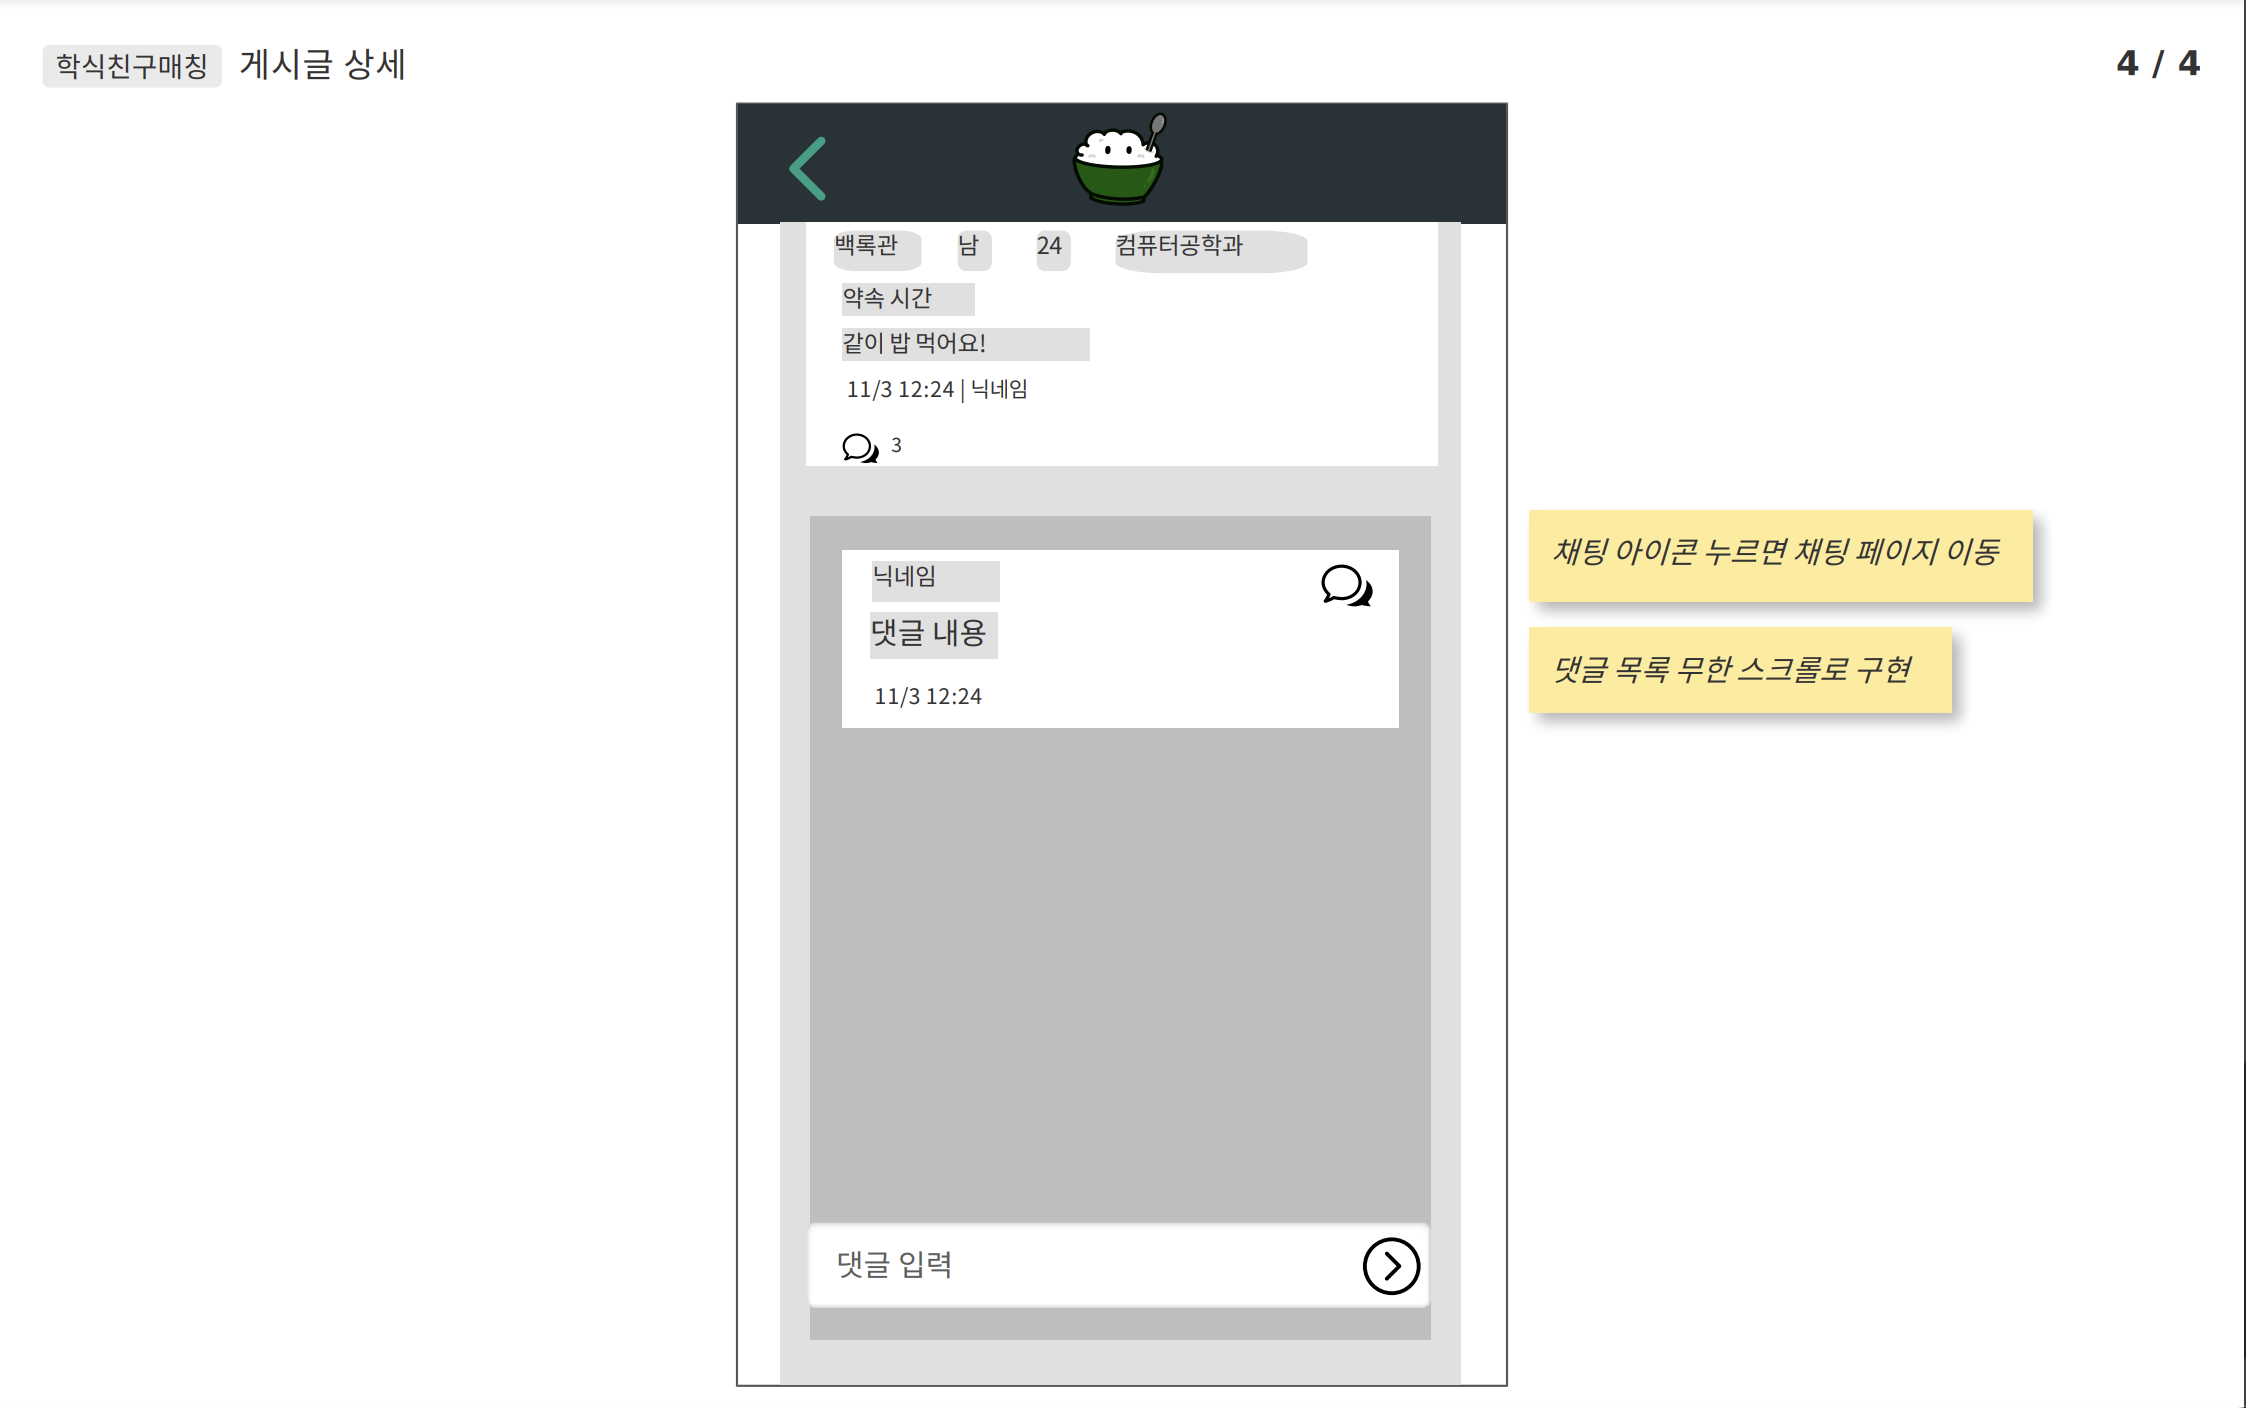 학식친구매칭 게시글 상세 4 / 4
백록관 남 24 컴퓨터공학과
약속 시간
같이 밥 먹어요!
11/3 12:24 | 닉네임
3
채팅 아이콘 누르면 채팅 페이지 이동
닉네임
댓글 내용
댓글 목록 무한 스크롤로 구현
11/3 12:24
댓글 입력